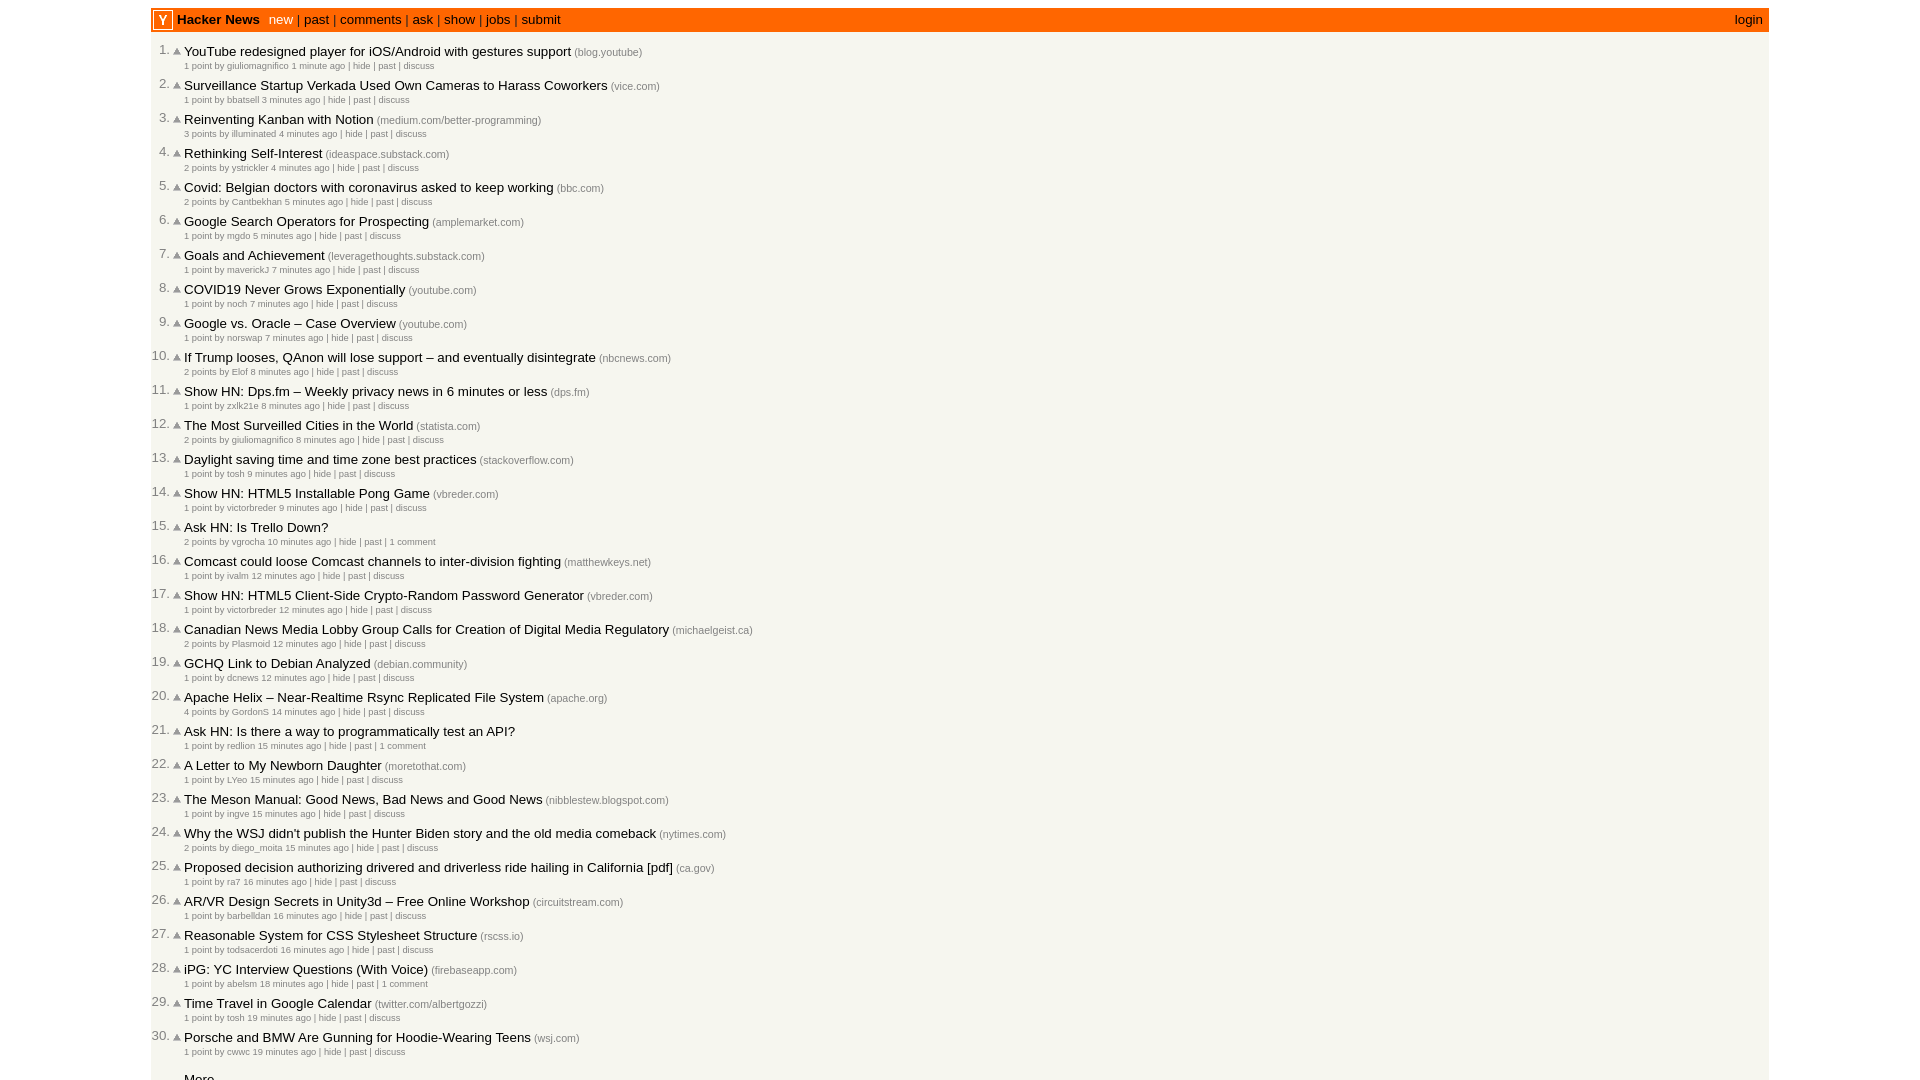 Y Hacker News new | past | comments | ask | show | jobs | submit login
1. YouTube redesigned player for iOS/Android with gestures support (blog.youtube)
1 point by giuliomagnifico 1 minute ago | hide | past | discuss
2. Surveillance Startup Verkada Used Own Cameras to Harass Coworkers (vice.com)
1 point by bbatsell 3 minutes ago | hide | past | discuss
3. Reinventing Kanban with Notion (medium.com/better-programming)
3 points by illuminated 4 minutes ago | hide | past | discuss
4. Rethinking Self-Interest (ideaspace.substack.com)
2 points by ystrickler 4 minutes ago | hide | past | discuss
5. Covid: Belgian doctors with coronavirus asked to keep working (bbc.com)
2 points by Cantbekhan 5 minutes ago | hide | past | discuss
6. Google Search Operators for Prospecting (amplemarket.com)
1 point by mgdo 5 minutes ago | hide | past | discuss
7. Goals and Achievement (leveragethoughts.substack.com)
1 point by maverickJ 7 minutes ago | hide | past | discuss
8. COVID19 Never Grows Exponentially (youtube.com)
1 point by noch 7 minutes ago | hide | past | discuss
9. Google vs. Oracle – Case Overview (youtube.com)
1 point by norswap 7 minutes ago | hide | past | discuss
10. If Trump looses, QAnon will lose support – and eventually disintegrate (nbcnews.com)
2 points by Elof 8 minutes ago | hide | past | discuss
11. Show HN: Dps.fm – Weekly privacy news in 6 minutes or less (dps.fm)
1 point by zxlk21e 8 minutes ago | hide | past | discuss
12. The Most Surveilled Cities in the World (statista.com)
2 points by giuliomagnifico 8 minutes ago | hide | past | discuss
13. Daylight saving time and time zone best practices (stackoverflow.com)
1 point by tosh 9 minutes ago | hide | past | discuss
14. Show HN: HTML5 Installable Pong Game (vbreder.com)
1 point by victorbreder 9 minutes ago | hide | past | discuss
15. Ask HN: Is Trello Down?
2 points by vgrocha 10 minutes ago | hide | past | 1 comment
16. Comcast could loose Comcast channels to inter-division fighting (matthewkeys.net)
1 point by ivalm 12 minutes ago | hide | past | discuss
17. Show HN: HTML5 Client-Side Crypto-Random Password Generator (vbreder.com)
1 point by victorbreder 12 minutes ago | hide | past | discuss
18. Canadian News Media Lobby Group Calls for Creation of Digital Media Regulatory (michaelgeist.ca)
2 points by Plasmoid 12 minutes ago | hide | past | discuss
19. GCHQ Link to Debian Analyzed (debian.community)
1 point by dcnews 12 minutes ago | hide | past | discuss
20. Apache Helix – Near-Realtime Rsync Replicated File System (apache.org)
4 points by GordonS 14 minutes ago | hide | past | discuss
21. Ask HN: Is there a way to programmatically test an API?
1 point by redlion 15 minutes ago | hide | past | 1 comment
22. A Letter to My Newborn Daughter (moretothat.com)
1 point by LYeo 15 minutes ago | hide | past | discuss
23. The Meson Manual: Good News, Bad News and Good News (nibblestew.blogspot.com)
1 point by ingve 15 minutes ago | hide | past | discuss
24. Why the WSJ didn't publish the Hunter Biden story and the old media comeback (nytimes.com)
2 points by diego_moita 15 minutes ago | hide | past | discuss
25. Proposed decision authorizing drivered and driverless ride hailing in California [pdf] (ca.gov)
1 point by ra7 16 minutes ago | hide | past | discuss
26. AR/VR Design Secrets in Unity3d – Free Online Workshop (circuitstream.com)
1 point by barbelldan 16 minutes ago | hide | past | discuss
27. Reasonable System for CSS Stylesheet Structure (rscss.io)
1 point by todsacerdoti 16 minutes ago | hide | past | discuss
28. iPG: YC Interview Questions (With Voice) (firebaseapp.com)
1 point by abelsm 18 minutes ago | hide | past | 1 comment
29. Time Travel in Google Calendar (twitter.com/albertgozzi)
1 point by tosh 19 minutes ago | hide | past | discuss
30. Porsche and BMW Are Gunning for Hoodie-Wearing Teens (wsj.com)
1 point by cwwc 19 minutes ago | hide | past | discuss
More